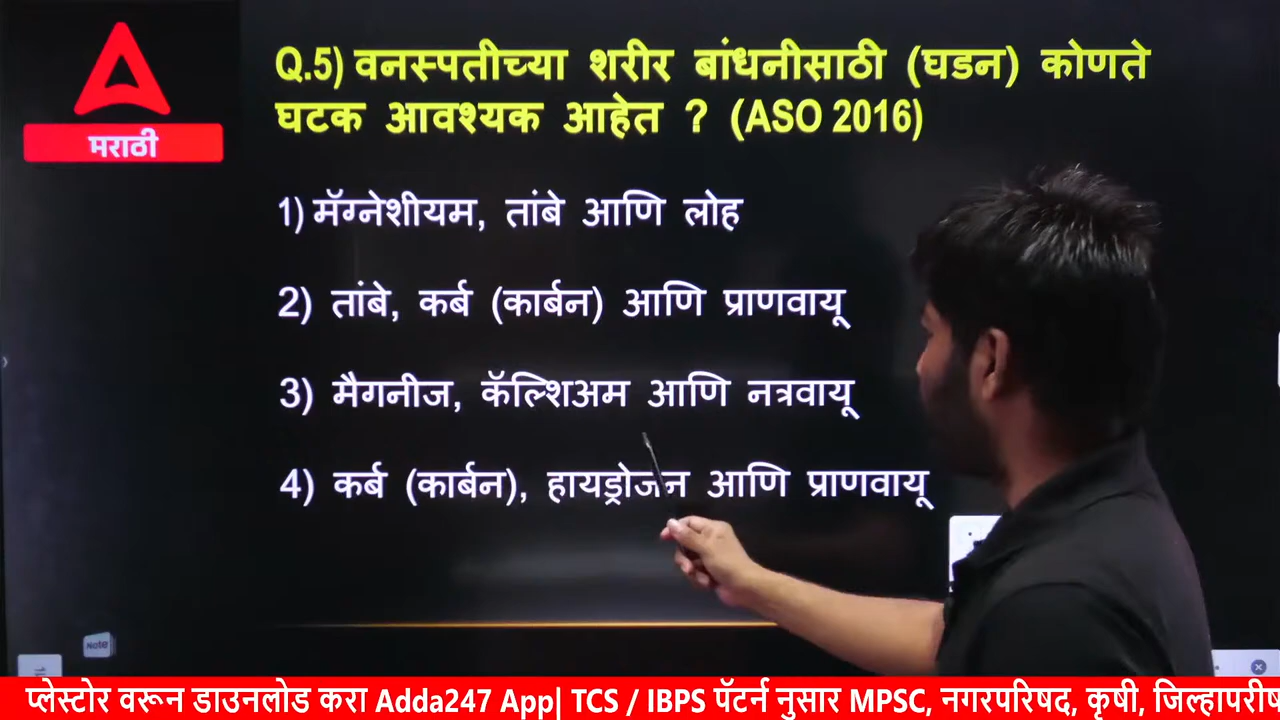 मराठी
Q.5) वनस्पतीच्या शरीर बांधनीसाठी (घडन) कोणते
घटक आवश्यक आहेत ? (ASO 2016)
1) मॅग्नेशीयम, तांबे आणि लोह
2) तांबे, कर्ब (कार्बन) आणि प्राणवायू
3) मैगनीज, कॅल्शिअम आणि नत्रवायू
4) कर्ब (कार्बन), हायड्रोजन आणि प्राणवायू
Note
प्लेस्टोर वरून डाउनलोड करा Adda247 App| TCS / IBPS पॅटर्न नुसार MPSC, नगरपरिषद, कृषी,